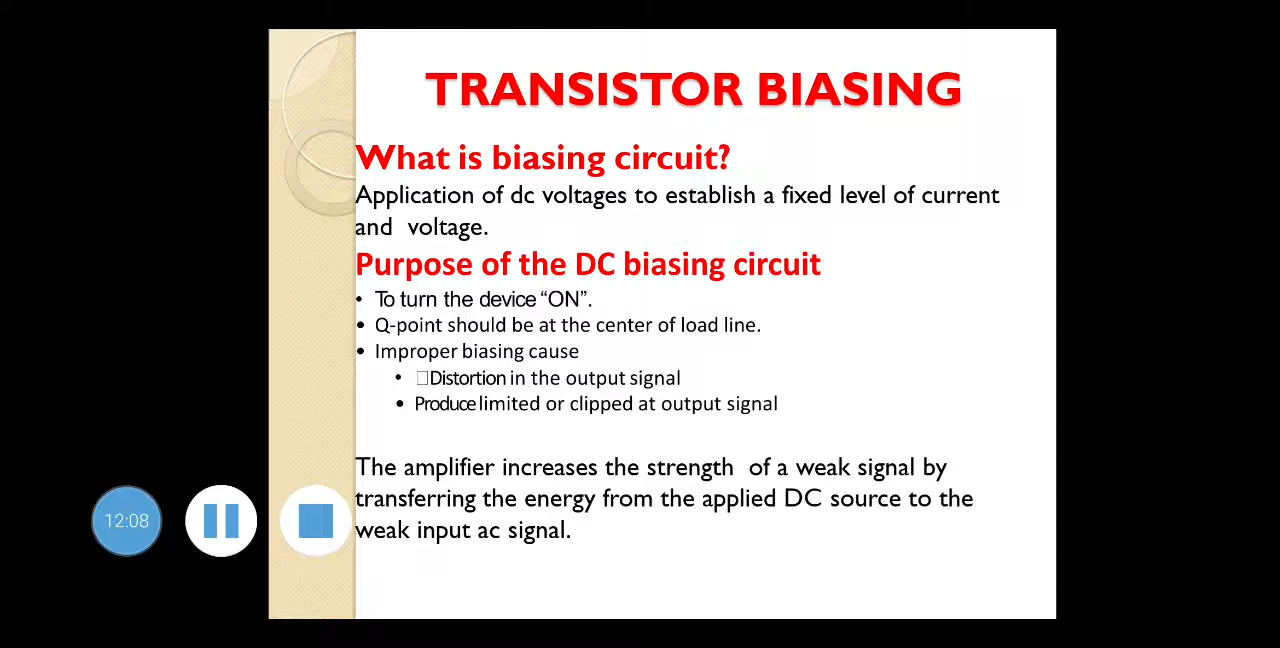 TRANSISTOR BIASING
What is biasing circuit?
Application of dc voltages to establish a fixed level of current
and voltage.
Purpose of the DC biasing circuit
• To turn the device “ON”.
• Q-point should be at the center of load line.
• Improper biasing cause
• Distortion in the output signal
• Produce limited or clipped at output signal
The amplifier increases the strength of a weak signal by
transferring the energy from the applied DC source to the
weak input ac signal.
12:08